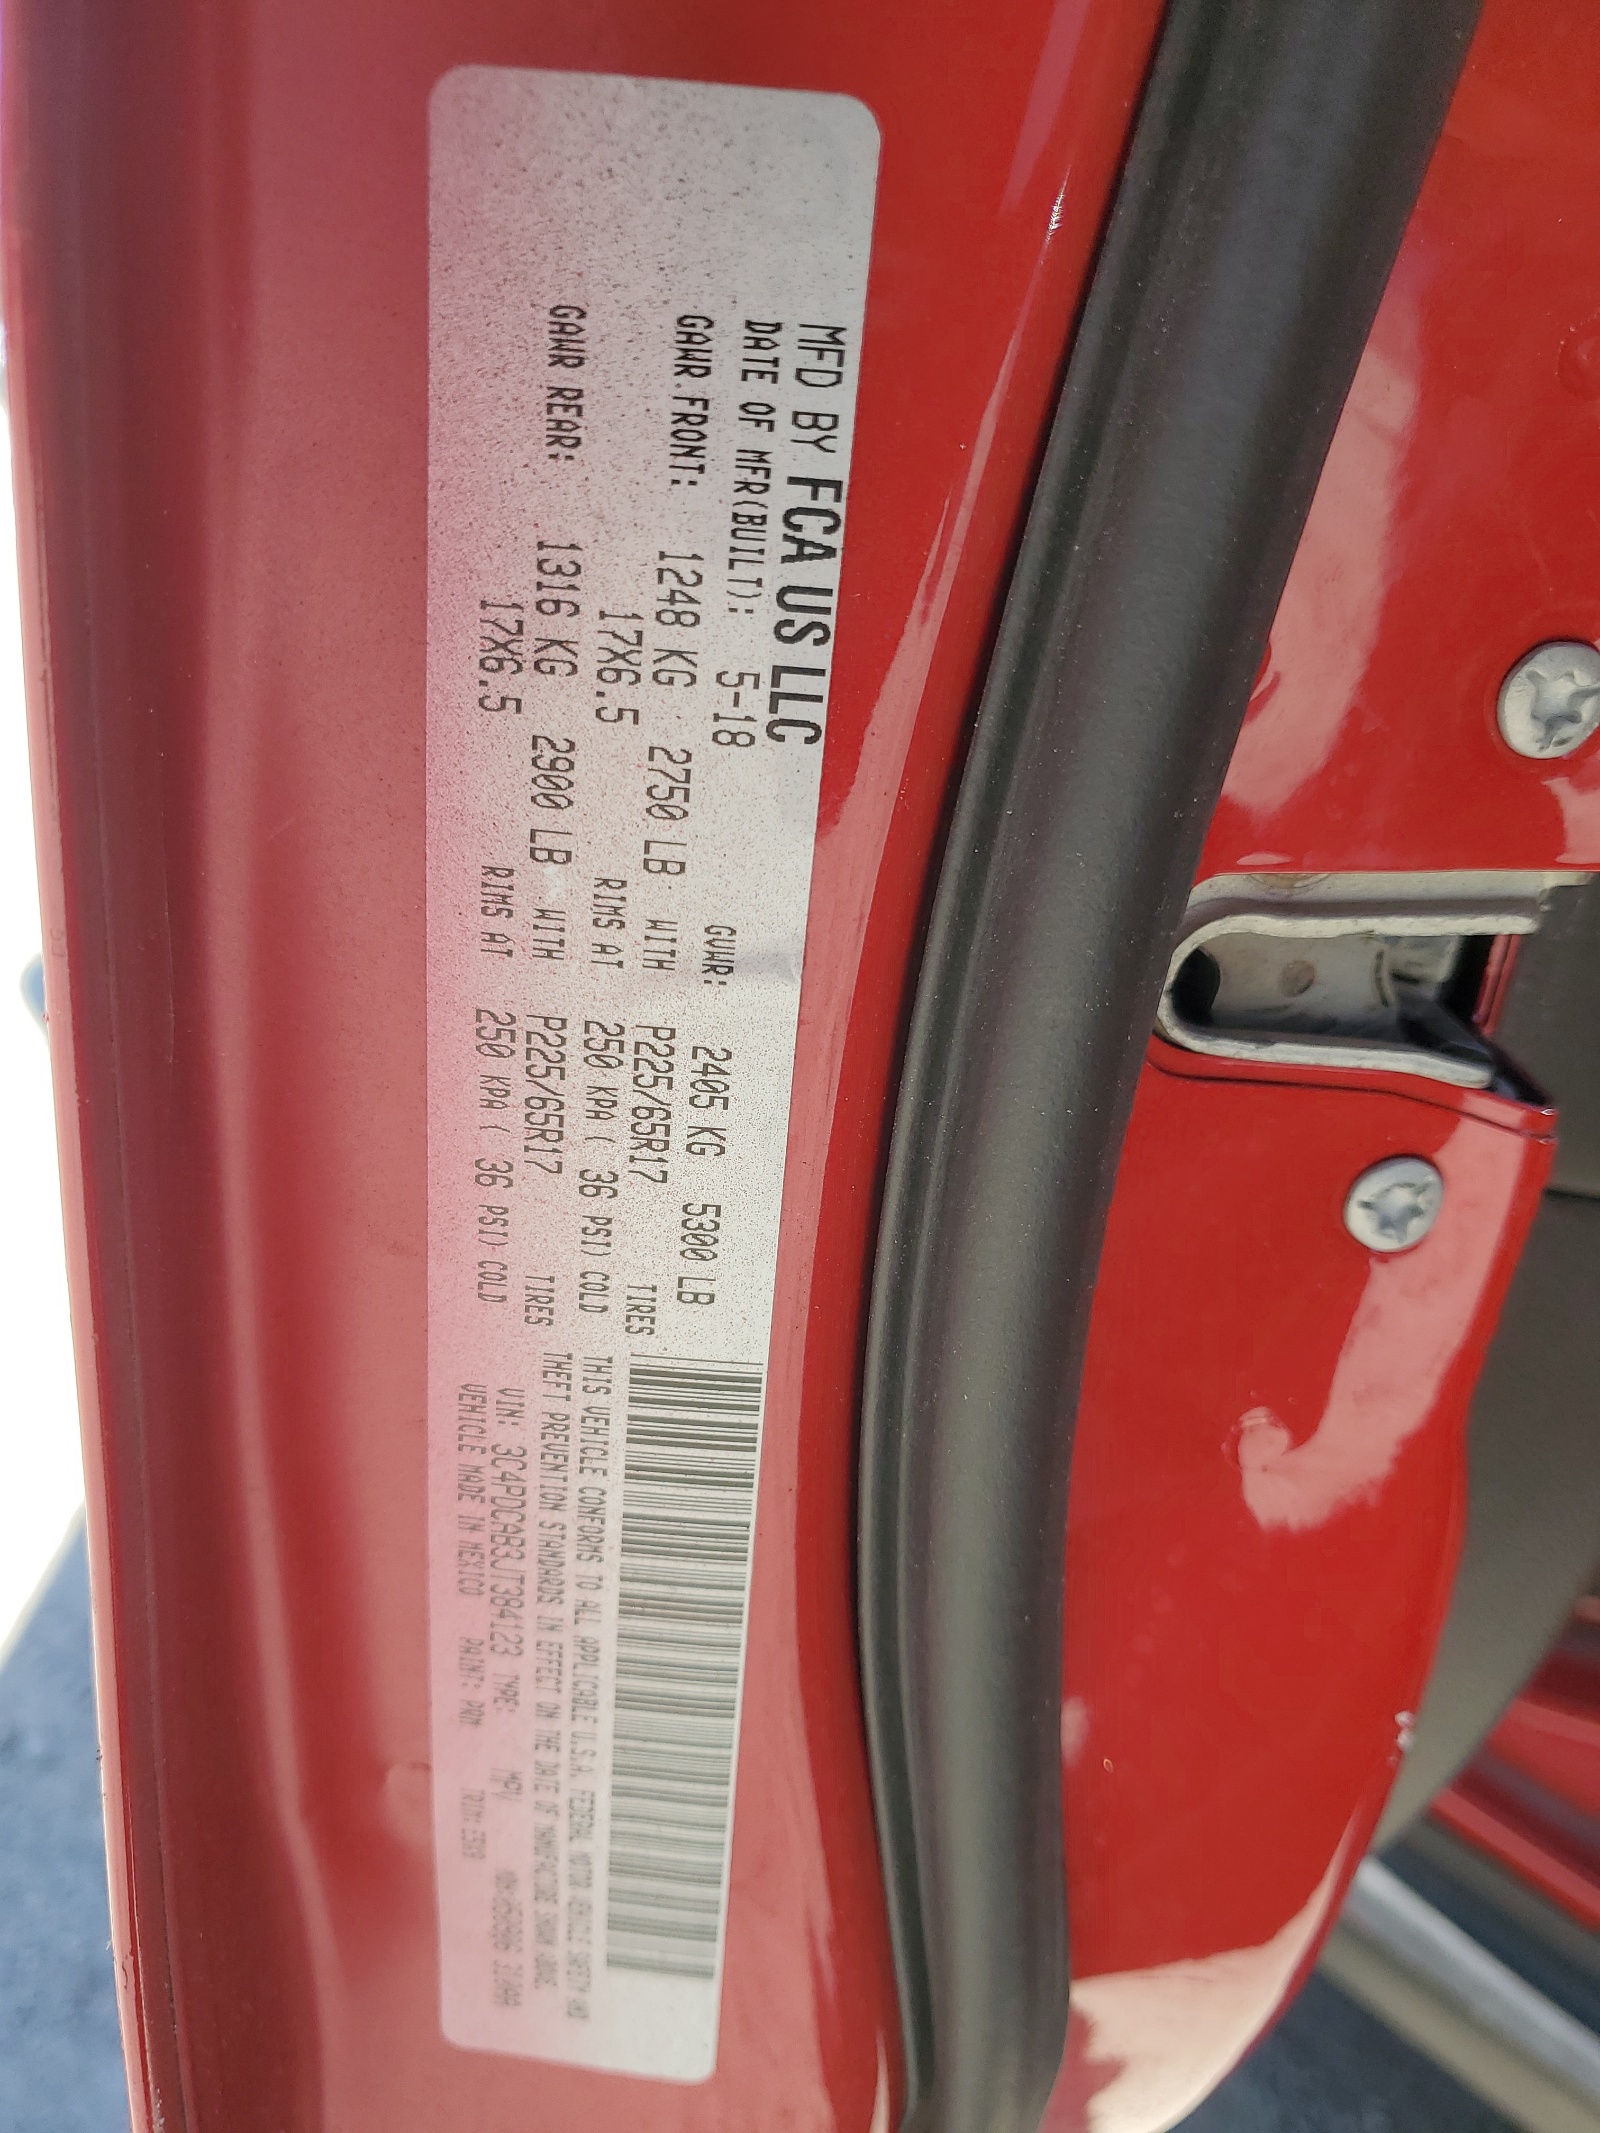 MFD BY FCA US LLC
DATE OF MFR(BUILT): 5-18 GVWR: 2405 KG 5300 LB
GAWR FRONT: 1248 KG 2750 LB WITH P225/65R17 TIRES
17X6.5 RIMS AT 250 KPA ( 36 PSI) COLD
GAWR REAR: 1316 KG 2900 LB WITH P225/65R17 TIRES
17X6.5 RIMS AT 250 KPA ( 36 PSI) COLD
THIS VEHICLE CONFORMS TO ALL APPLICABLE U.S.A. FEDERAL MOTOR VEHICLE SAFETY AND
THEFT PREVENTION STANDARDS IN EFFECT ON THE DATE OF MANUFACTURE SHOWN ABOVE.
VIN: 3C4PDCAB3JT384123 TYPE: MPV
VEHICLE MADE IN MEXICO PAINT: PRM TRIM: